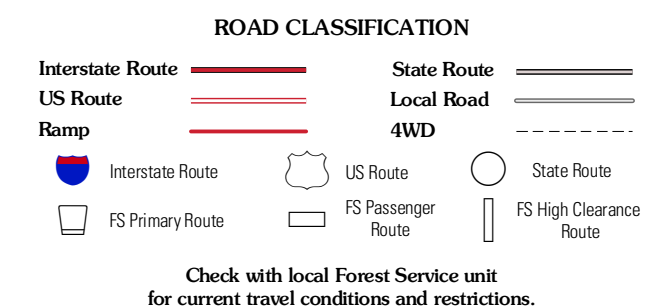 ROAD CLASSIFICATION
Interstate Route
State Route
US Route
Local Road
Ramp
4WD
Interstate Route
US Route
State Route
FS Primary Route
FS Passenger
Route
FS High Clearance
Route
Check with local Forest Service unit
for current travel conditions and restrictions.